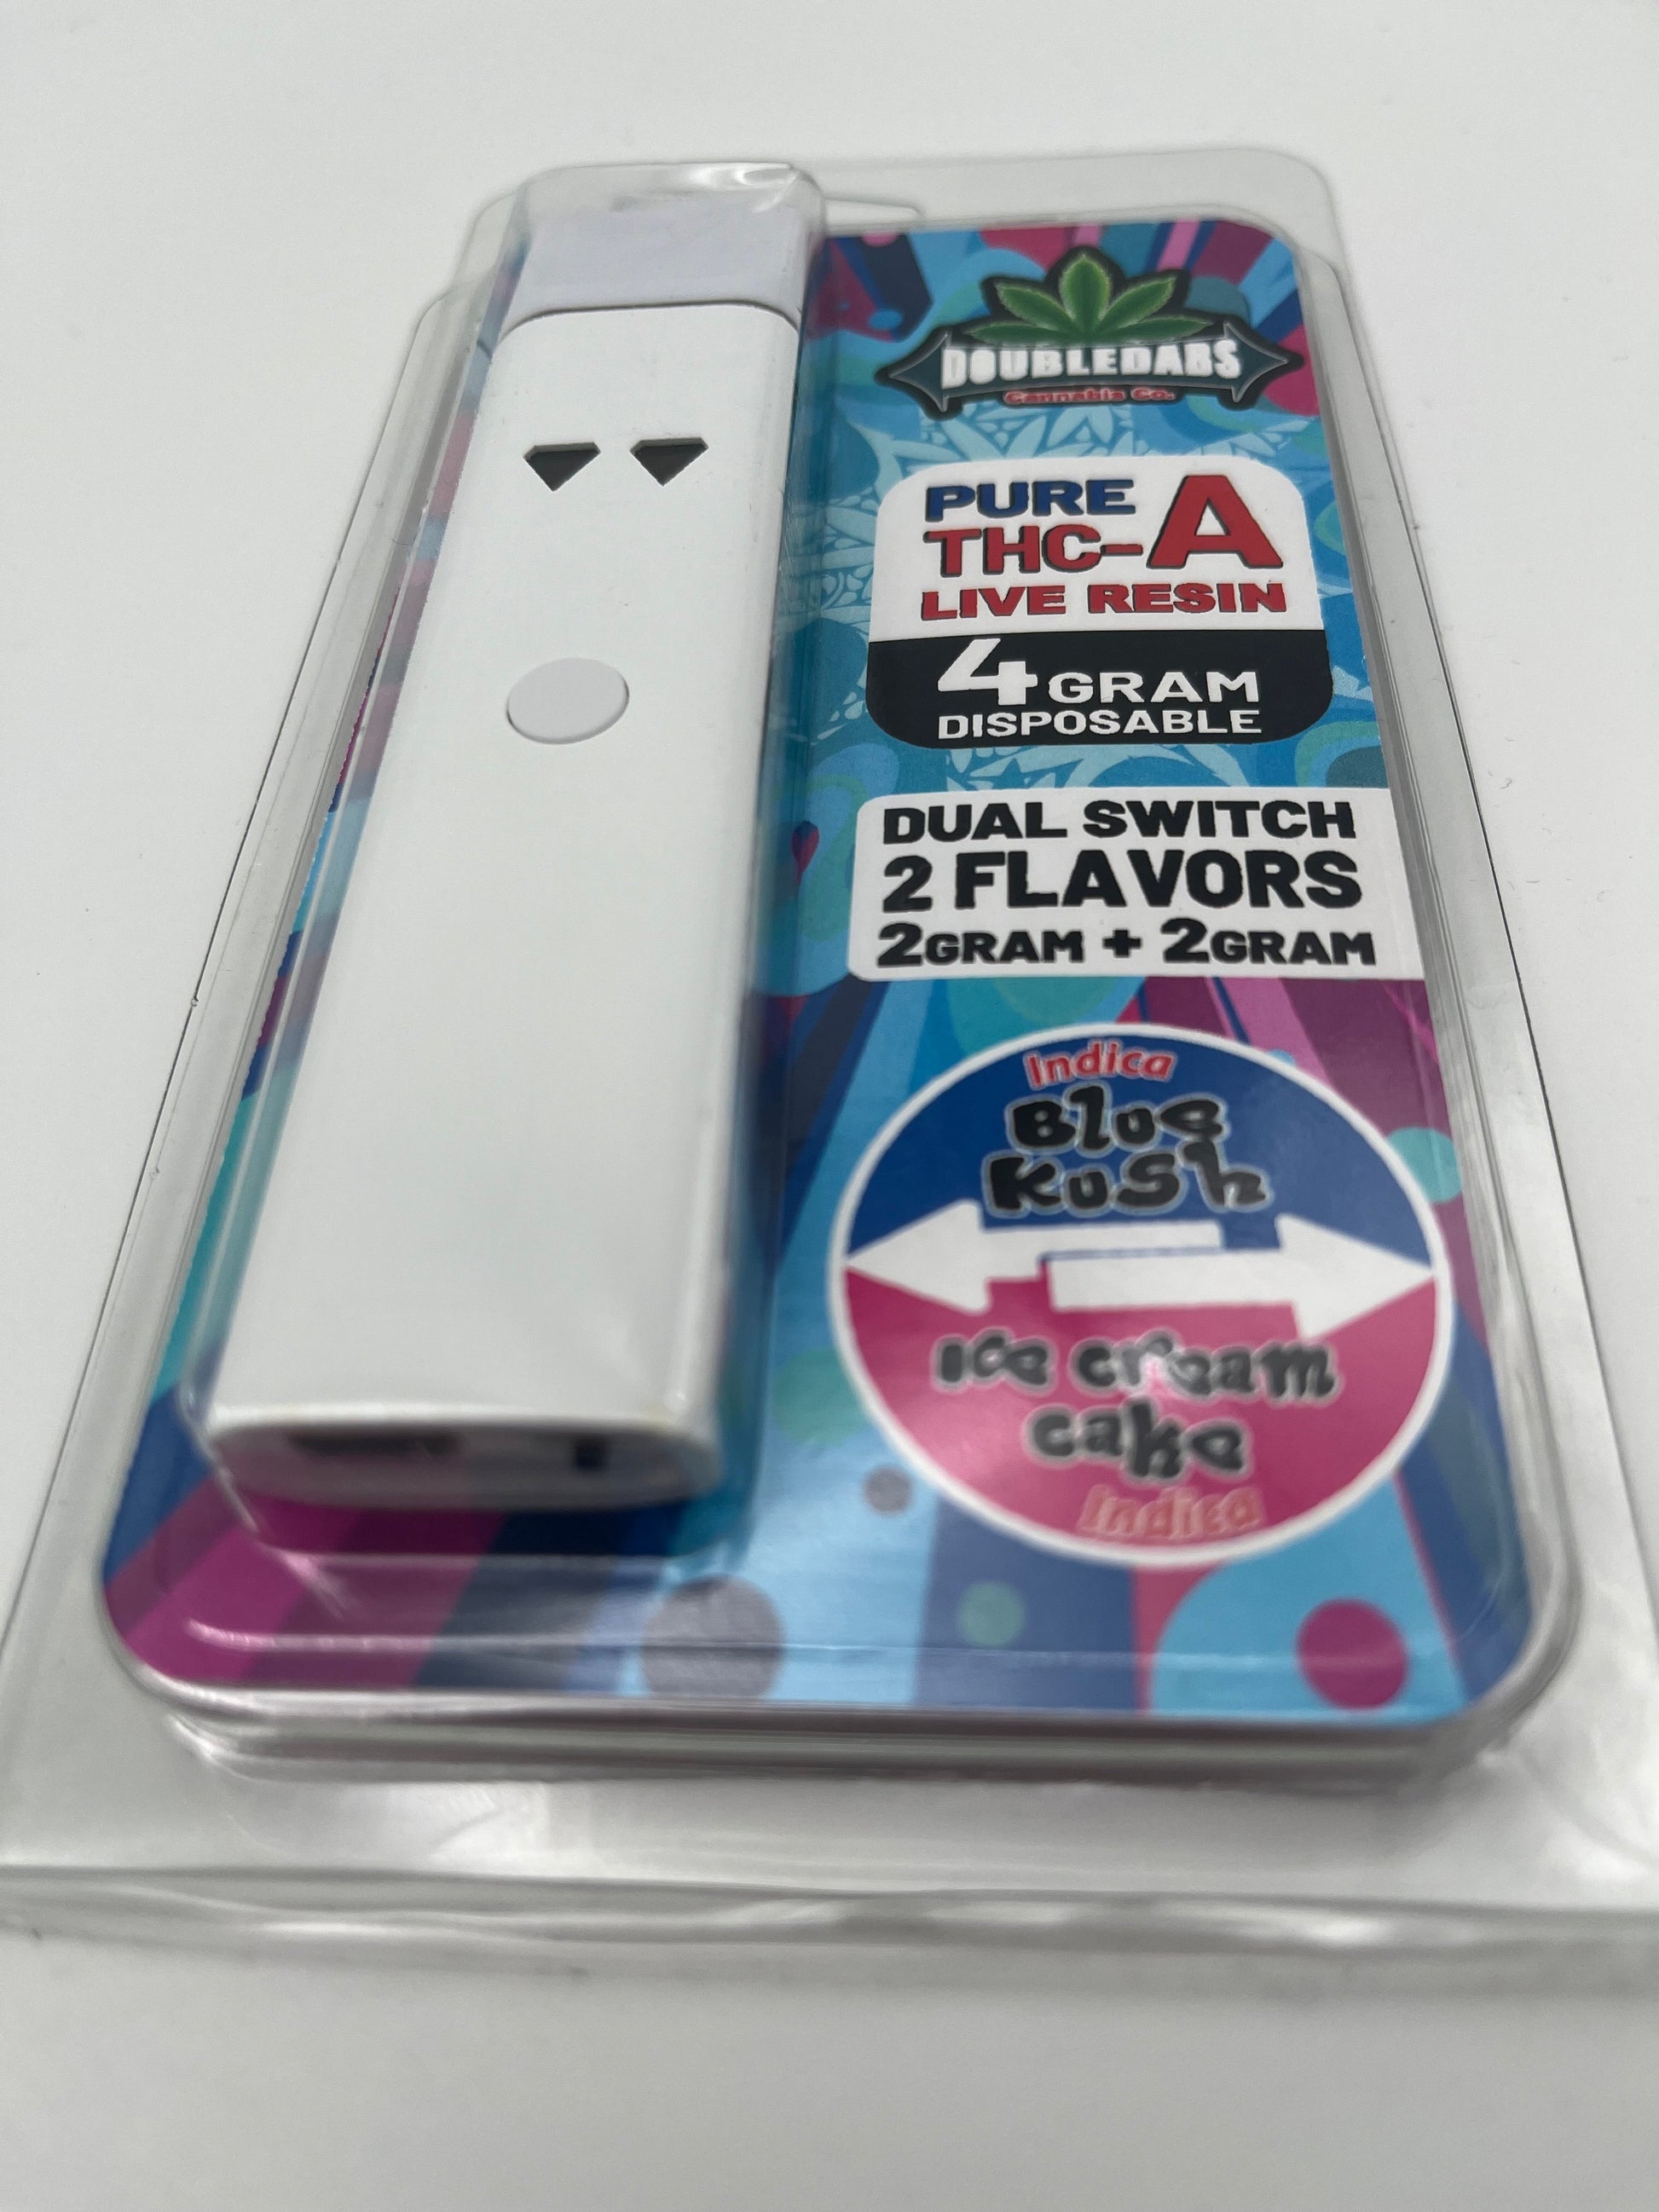 DOUBLEDABS
Cannabis Co.
PURE
THC-A
LIVE RESIN
4 GRAM
DISPOSABLE
DUAL SWITCH
2 FLAVORS
2GRAM + 2GRAM
Indica
Blue
Kush
Ice cream
cake
Indica